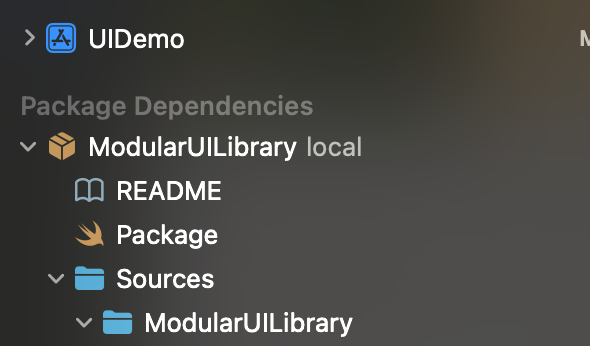 UIDemo
Package Dependencies
ModularUILibrary local
README
Package
Sources
ModularUILibrary